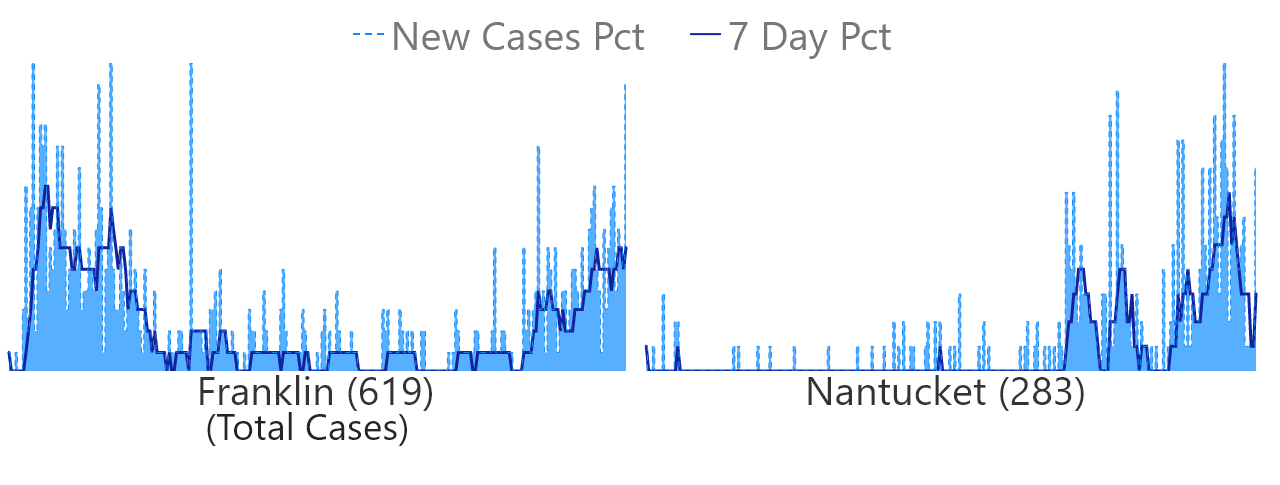 New Cases Pct 7 Day Pct
Franklin (619) Nantucket (283)
(Total Cases)